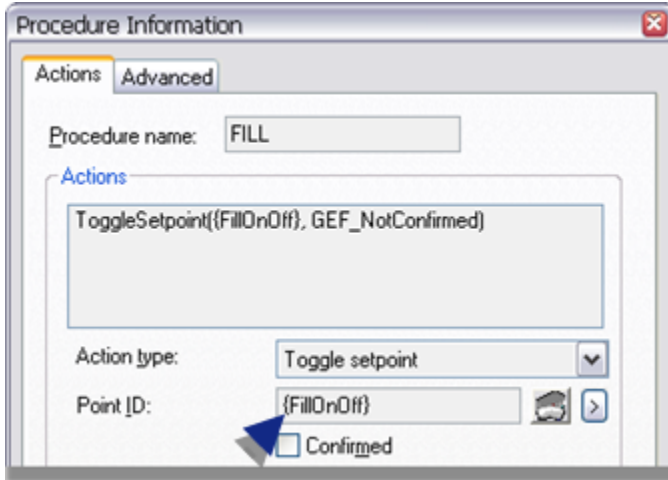 Procedure Information
Actions
Advanced
Procedure name:
FILL
Actions
ToggleSetpoint({FillOnOff}, GEF_NotConfirmed)
Action type:
Toggle setpoint
Point ID:
{FillOnOff}
>
Confirmed